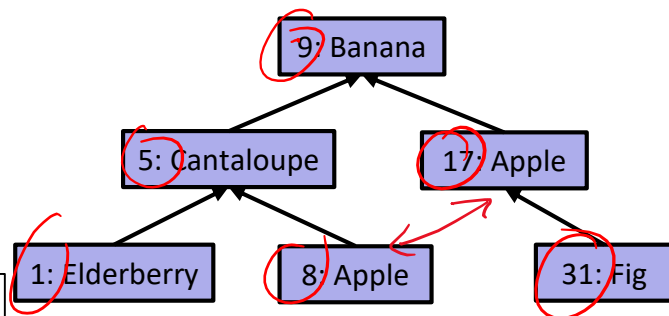 9: Banana
5: Cantaloupe
17: Apple
1: Elderberry
8: Apple
31: Fig